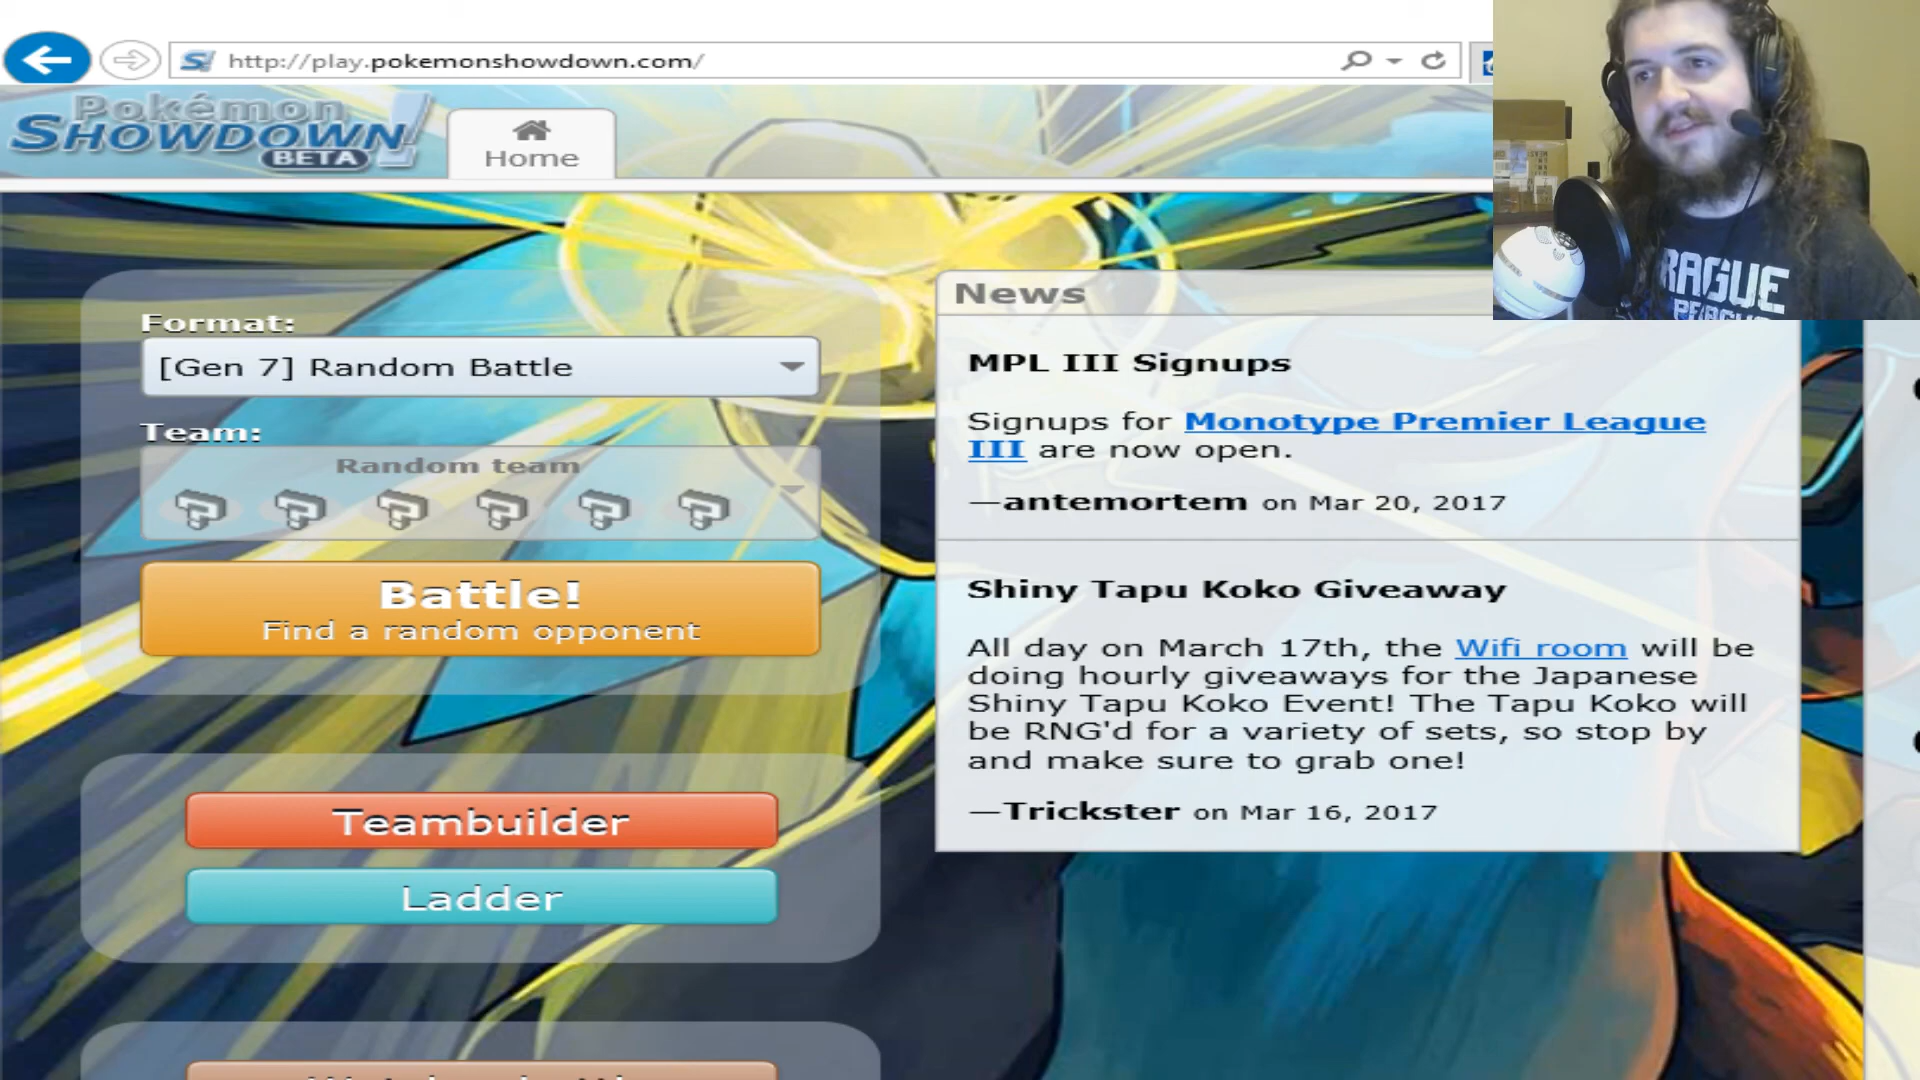 http://play.pokemonshowdown.com/
Pokémon
SHOWDOWN!
BETA
Home
Format:
[Gen 7] Random Battle
Team:
Random team
Battle!
Find a random opponent
Teambuilder
Ladder
News
MPL III Signups
Signups for Monotype Premier League
III are now open.
—antemortem on Mar 20, 2017
Shiny Tapu Koko Giveaway
All day on March 17th, the Wifi room will be
doing hourly giveaways for the Japanese
Shiny Tapu Koko Event! The Tapu Koko will
be RNG'd for a variety of sets, so stop by
and make sure to grab one!
—Trickster on Mar 16, 2017